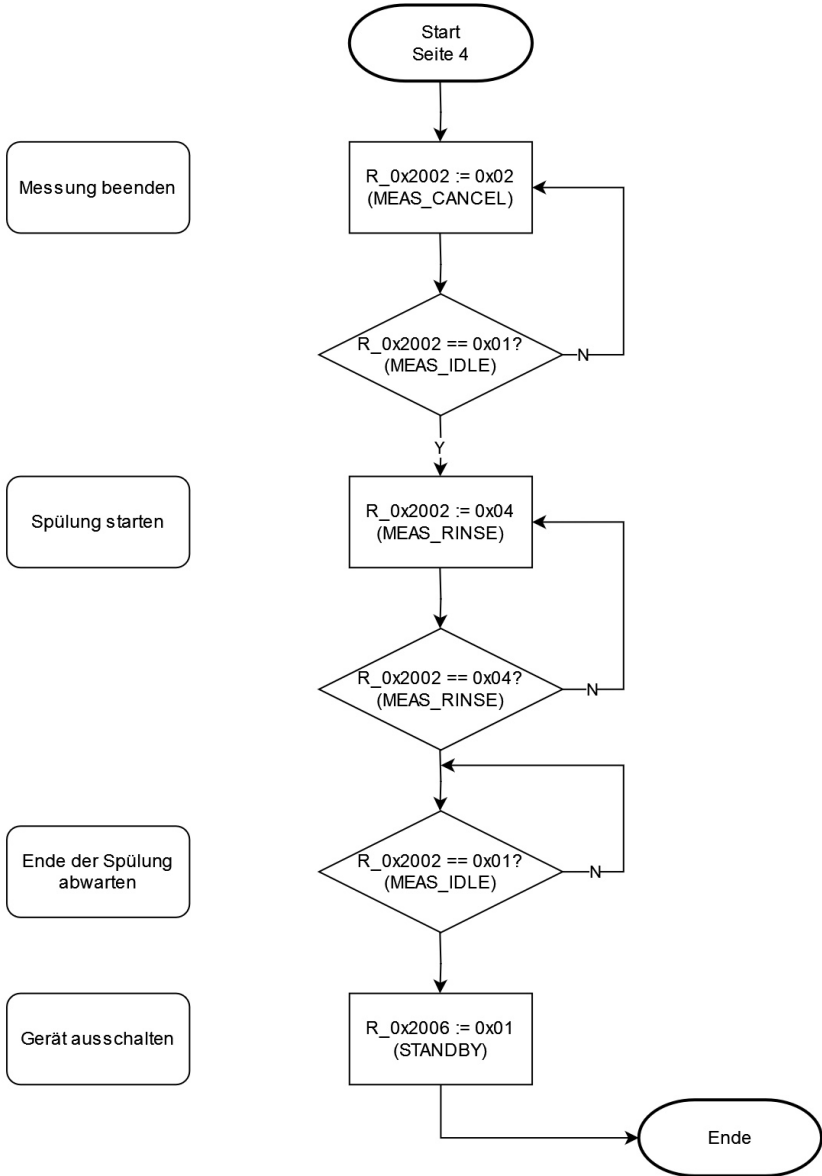 Start
Seite 4
Messung beenden
R_0x2002 := 0x02
(MEAS_CANCEL)
R_0x2002 == 0x01?
(MEAS_IDLE)
N
Y
Spülung starten
R_0x2002 := 0x04
(MEAS_RINSE)
R_0x2002 == 0x04?
(MEAS_RINSE)
N
Ende der Spülung
abwarten
R_0x2002 == 0x01?
(MEAS_IDLE)
N
Gerät ausschalten
R_0x2006 := 0x01
(STANDBY)
Ende